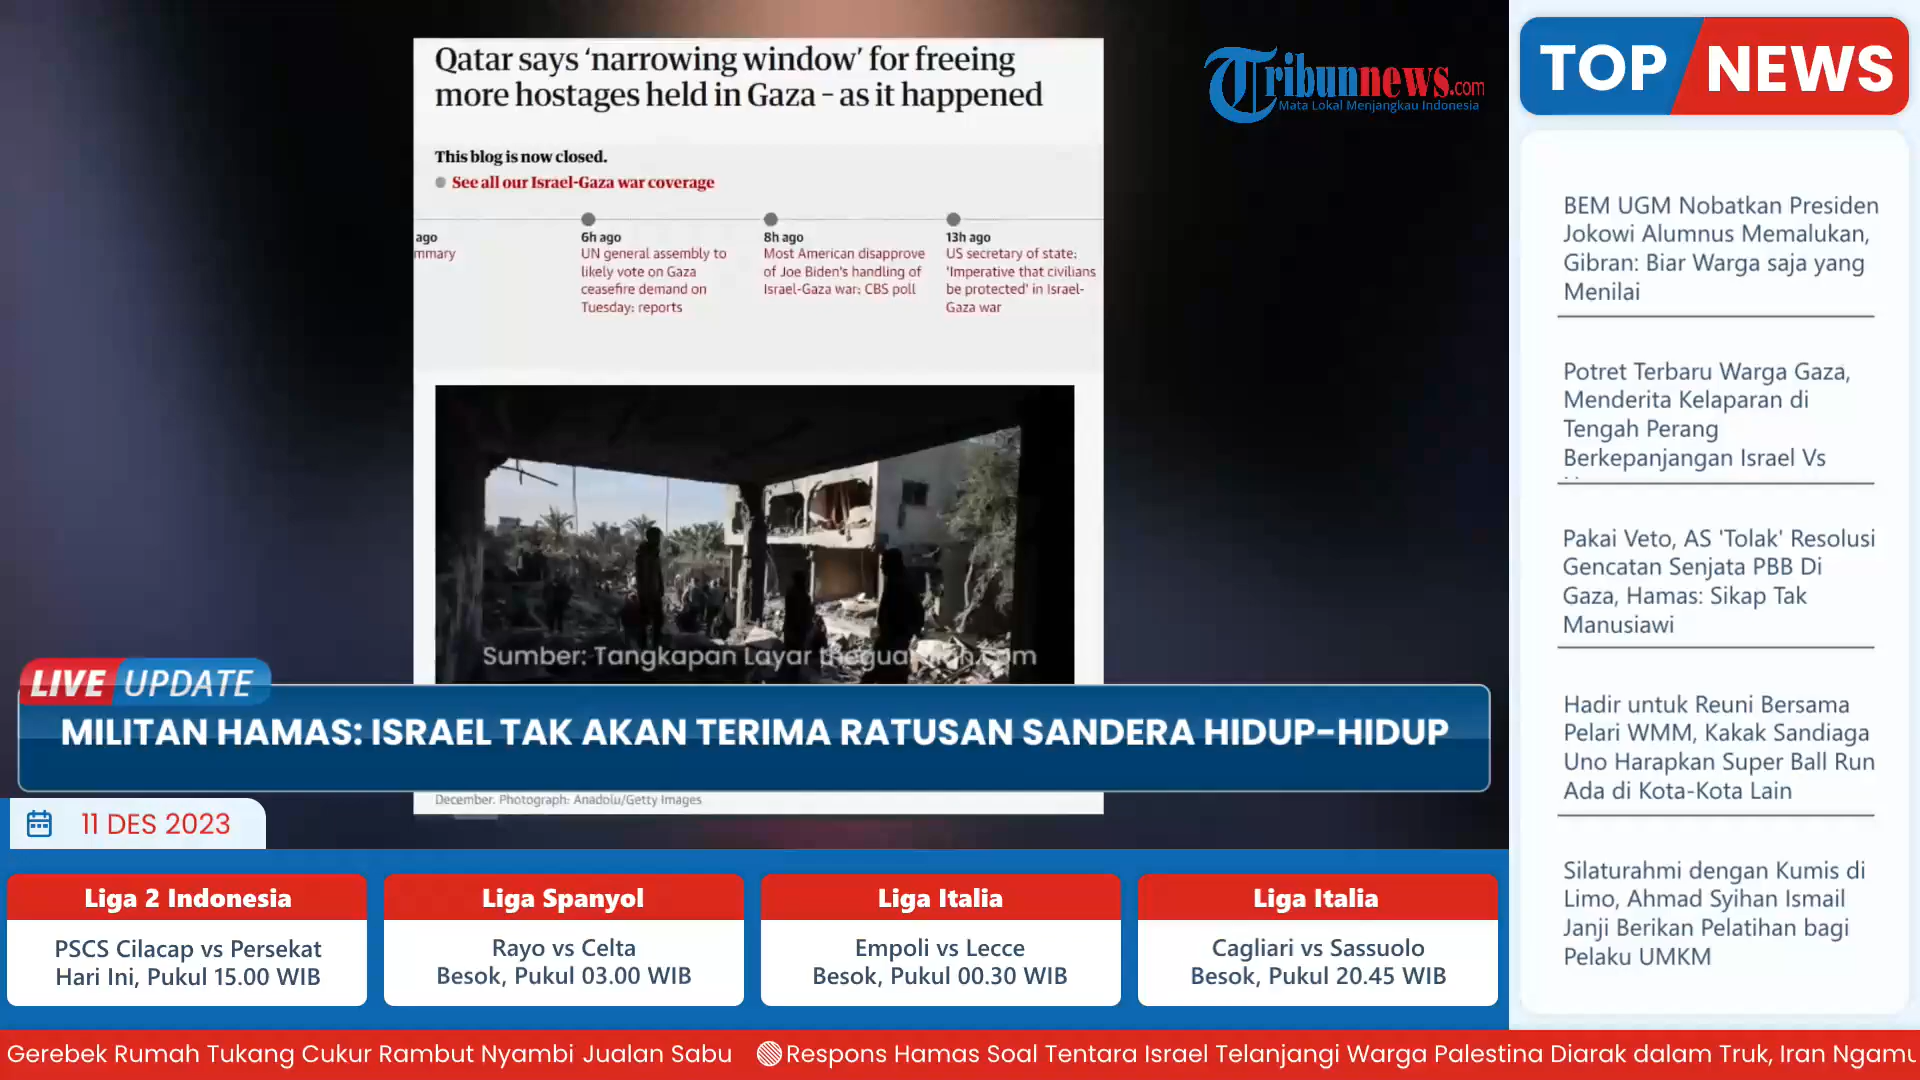 Qatar says ‘narrowing window’ for freeing
more hostages held in Gaza – as it happened
This blog is now closed.
See all our Israel-Gaza war coverage
ago
mmary
6h ago
UN general assembly to
likely vote on Gaza
ceasefire demand on
Tuesday: reports
8h ago
Most American disapprove
of Joe Biden's handling of
Israel-Gaza war: CBS poll
13h ago
US secretary of state:
'Imperative that civilians
be protected' in Israel-
Gaza war
Sumber: Tangkapan Layar theguardian.com
Tribunnews.com
Mata Lokal Menjangkau Indonesia
LIVE UPDATE
MILITAN HAMAS: ISRAEL TAK AKAN TERIMA RATUSAN SANDERA HIDUP-HIDUP
December. Photograph: Anadolu/Getty Images
11 DES 2023
Liga 2 Indonesia
PSCS Cilacap vs Persekat
Hari Ini, Pukul 15.00 WIB
Liga Spanyol
Rayo vs Celta
Besok, Pukul 03.00 WIB
Liga Italia
Empoli vs Lecce
Besok, Pukul 00.30 WIB
Liga Italia
Cagliari vs Sassuolo
Besok, Pukul 20.45 WIB
TOP NEWS
BEM UGM Nobatkan Presiden
Jokowi Alumnus Memalukan,
Gibran: Biar Warga saja yang
Menilai
Potret Terbaru Warga Gaza,
Menderita Kelaparan di
Tengah Perang
Berkepanjangan Israel Vs
Pakai Veto, AS 'Tolak' Resolusi
Gencatan Senjata PBB Di
Gaza, Hamas: Sikap Tak
Manusiawi
Hadir untuk Reuni Bersama
Pelari WMM, Kakak Sandiaga
Uno Harapkan Super Ball Run
Ada di Kota-Kota Lain
Silaturahmi dengan Kumis di
Limo, Ahmad Syihan Ismail
Janji Berikan Pelatihan bagi
Pelaku UMKM
Gerebek Rumah Tukang Cukur Rambut Nyambi Jualan Sabu Respons Hamas Soal Tentara Israel Telanjangi Warga Palestina Diarak dalam Truk, Iran Ngamu